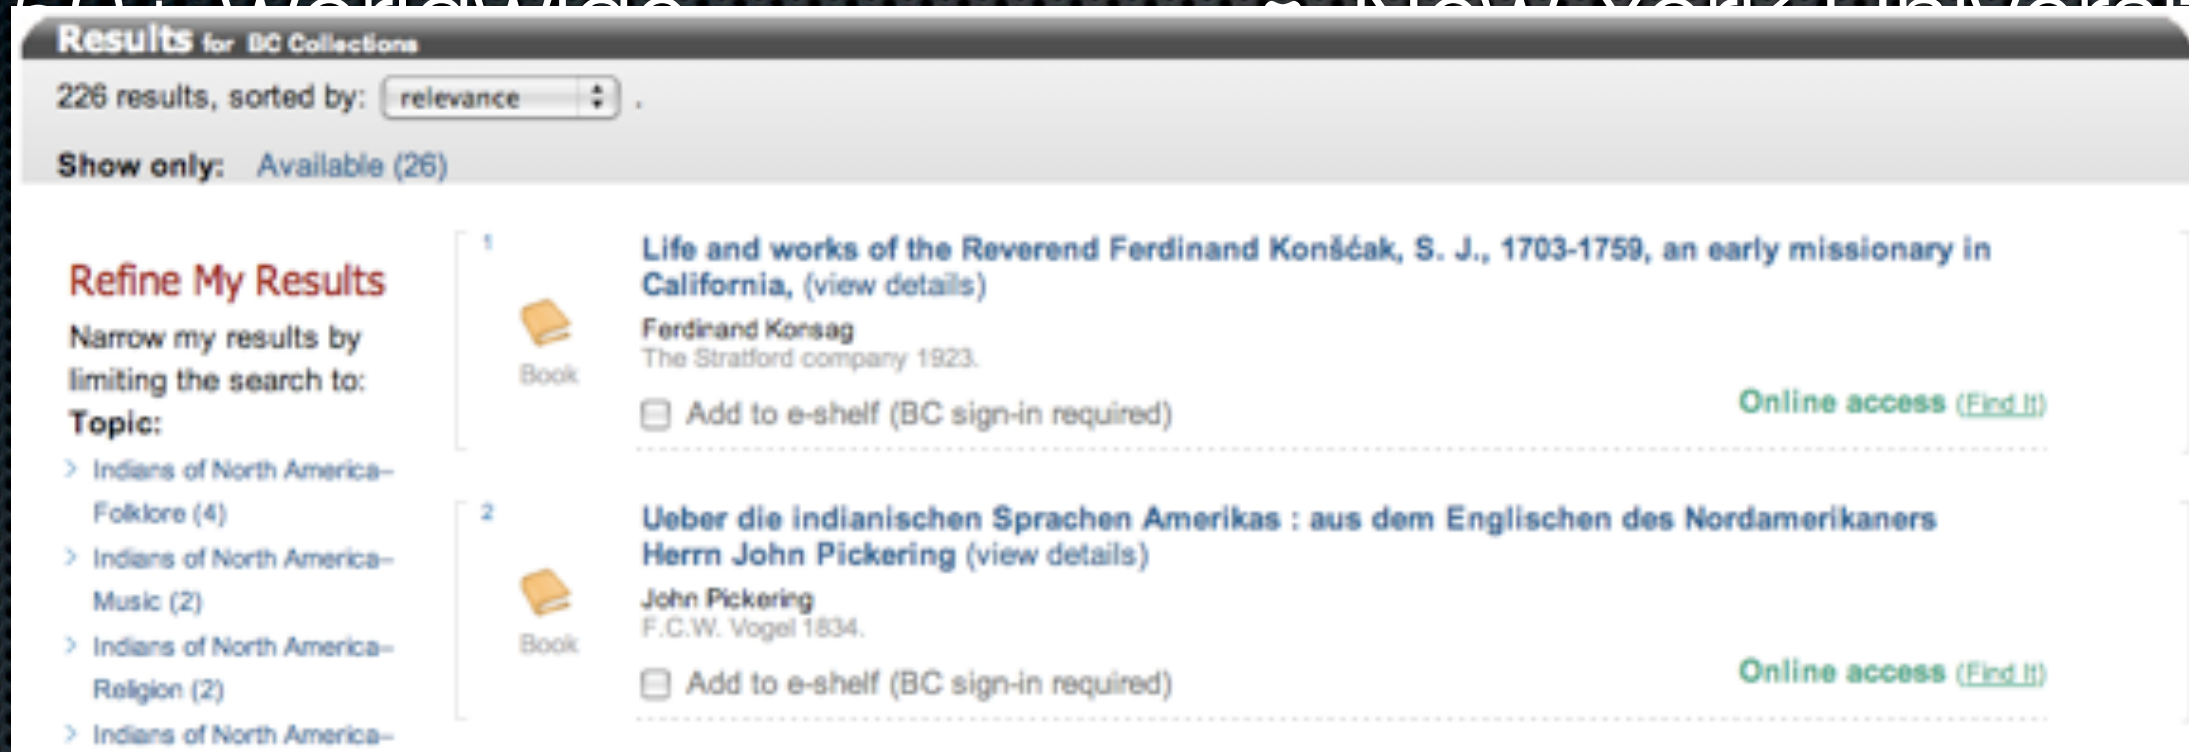 Results for BC Collections
226 results, sorted by: relevance .
Show only: Available (26)
Refine My Results
Narrow my results by
limiting the search to:
Topic:
Indians of North America–
Folklore (4)
Indians of North America–
Music (2)
Indians of North America–
Religion (2)
Indians of North America–
1
Book
Life and works of the Reverend Ferdinand Konšćak, S. J., 1703-1759, an early missionary in
California, (view details)
Ferdinand Konsag
The Stratford company 1923.
Add to e-shelf (BC sign-in required)
Online access (Find It)
2
Book
Ueber die indianischen Sprachen Amerikas : aus dem Englischen des Nordamerikaners
Herrn John Pickering (view details)
John Pickering
F.C.W. Vogel 1834.
Add to e-shelf (BC sign-in required)
Online access (Find It)